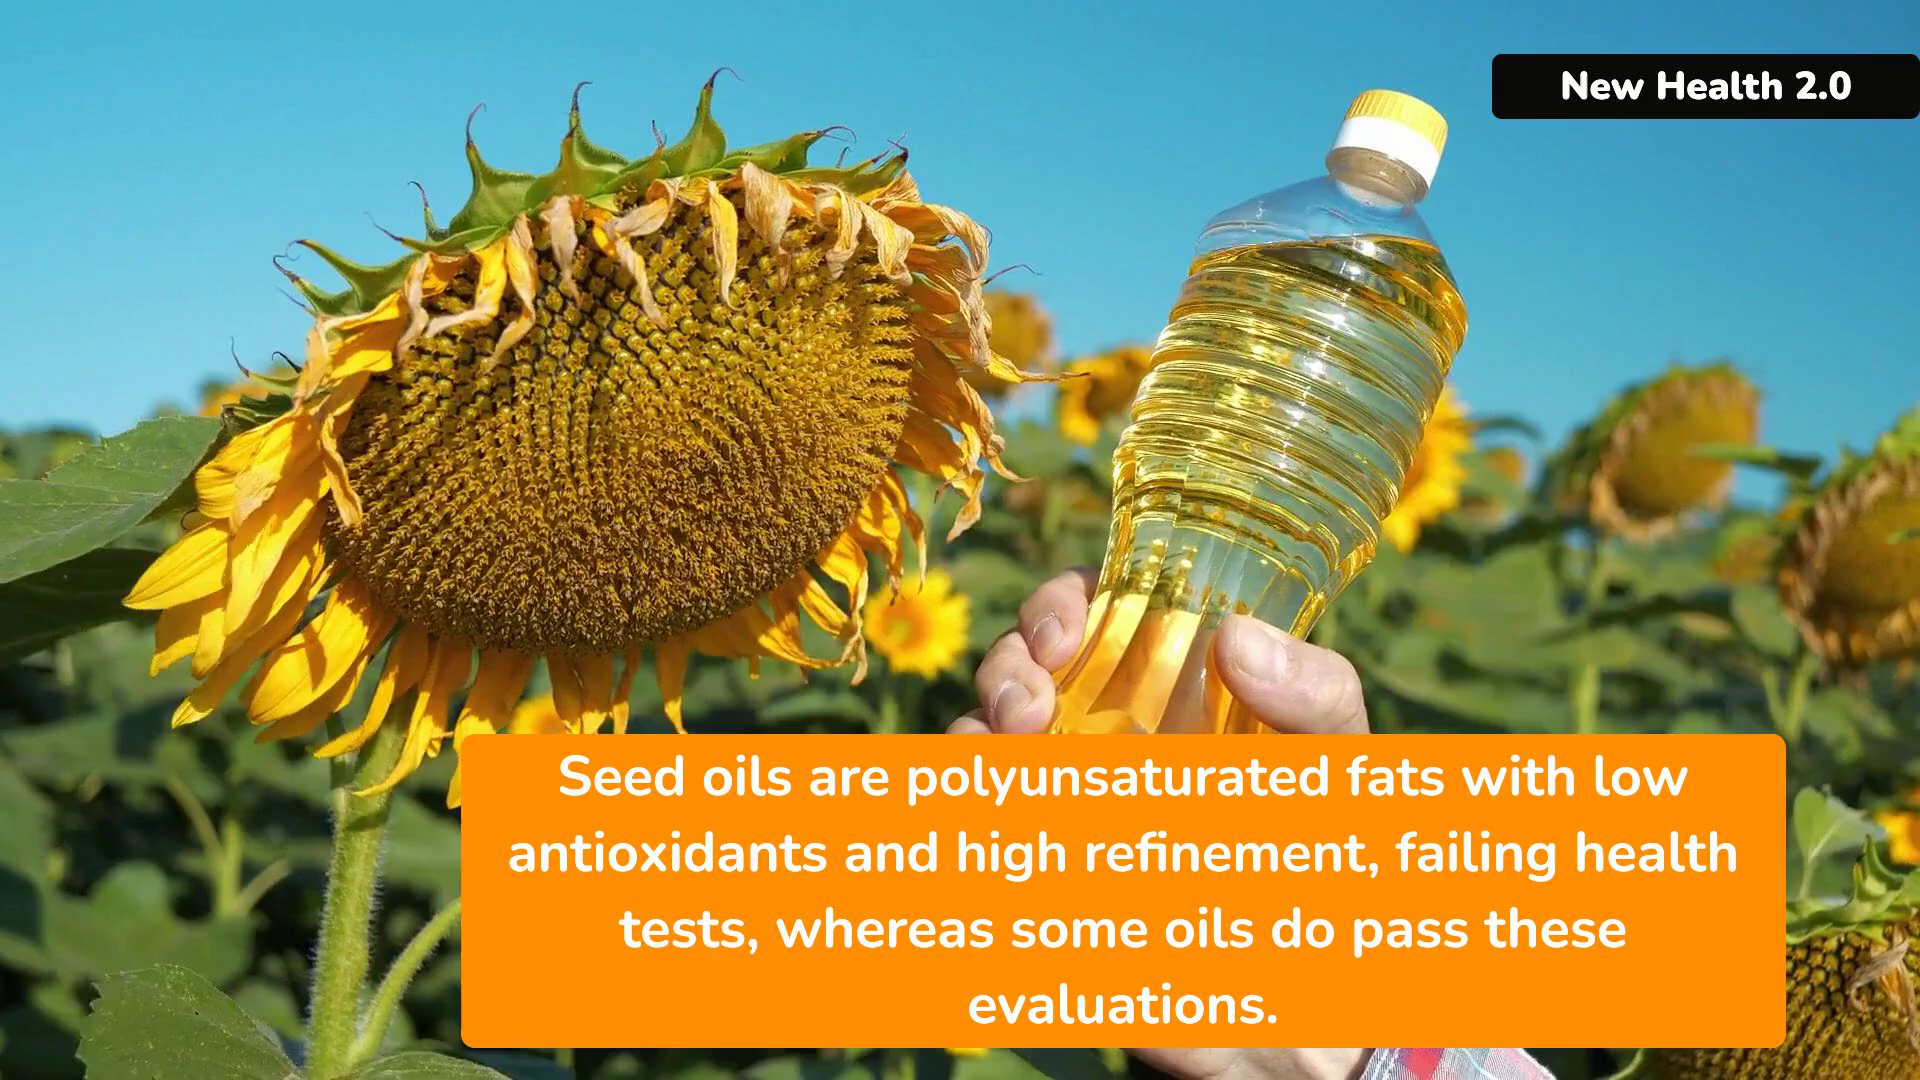 New Health 2.0
Seed oils are polyunsaturated fats with low
antioxidants and high refinement, failing health
tests, whereas some oils do pass these
evaluations.